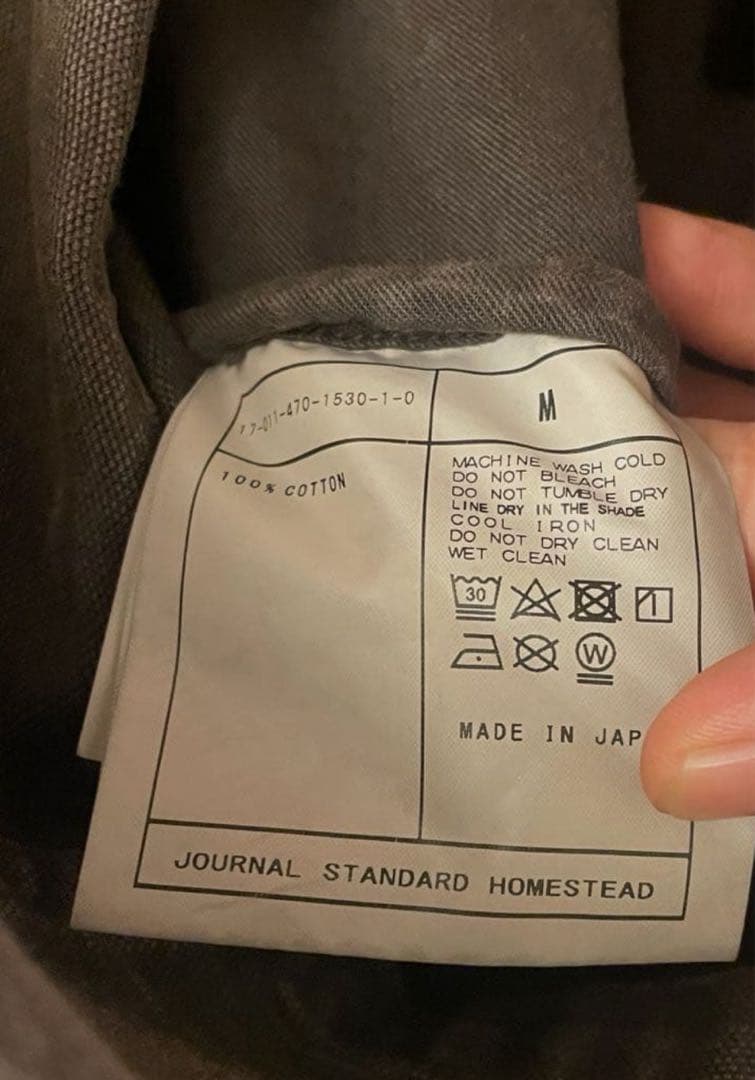 17-011-470-1530-1-0
M
100% COTTON
MACHINE WASH COLD
DO NOT BLEACH
DO NOT TUMBLE DRY
LINE DRY IN THE SHADE
COOL IRON
DO NOT DRY CLEAN
WET CLEAN
30
W
MADE IN JAP
JOURNAL STANDARD HOMESTEAD